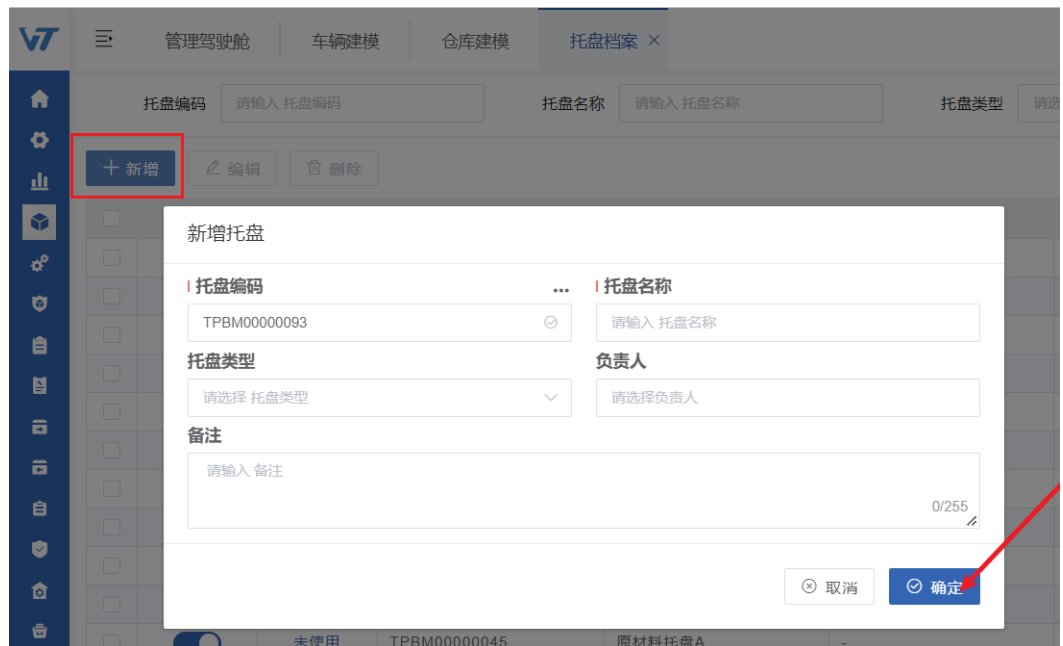 VT 管理驾驶舱 车辆建模 仓库建模 托盘档案 ×
托盘编码 请输入 托盘编码 托盘名称 请输入 托盘名称 托盘类型 请选
+ 新增 编辑 删除
新增托盘
托盘编码 ... 托盘名称
TPBM00000093 请输入 托盘名称
托盘类型 负责人
请选择 托盘类型 请选择负责人
备注
请输入 备注
0/255
取消 确定
未使用 TPBM00000045 原材料托盘A -